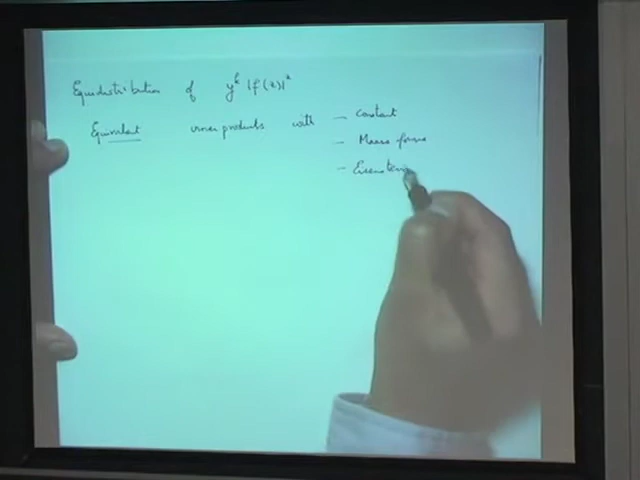 Equidistribution of y^k |f(z)|^2
Equivalent inner products with – constant
– Maass forms
– Eisenstein